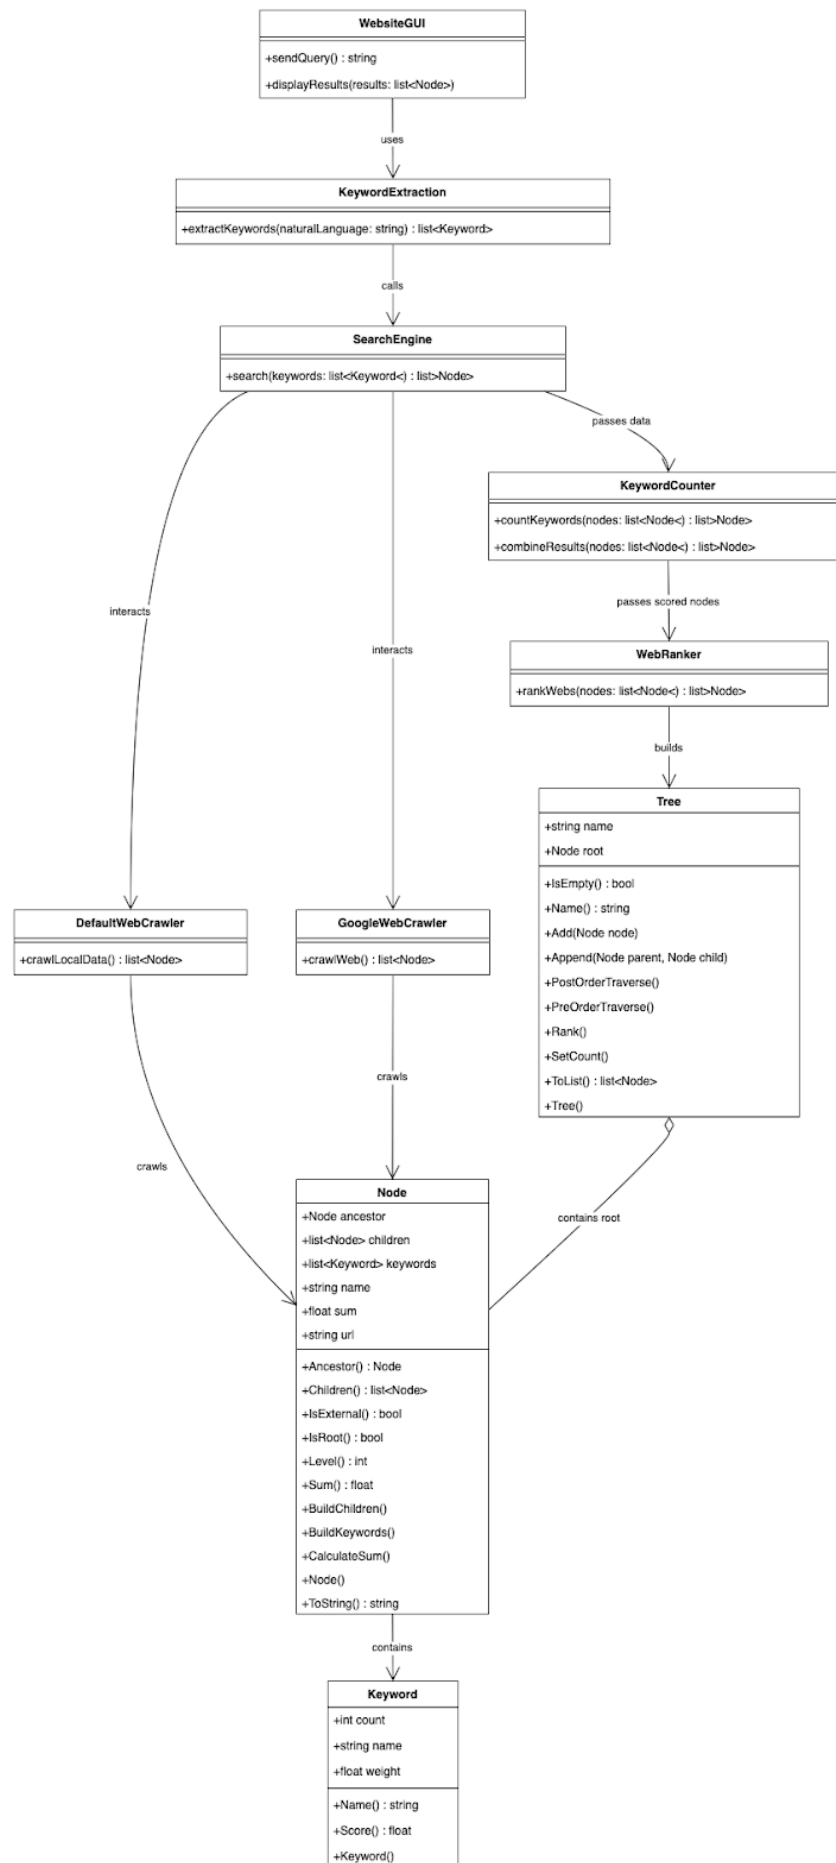 WebsiteGUI
+sendQuery() : string
+displayResults(results: list<Node>)
uses
KeywordExtraction
+extractKeywords(naturalLanguage: string) : list<Keyword>
calls
SearchEngine
+search(keywords: list<Keyword<) : list>Node>
passes data
KeywordCounter
+countKeywords(nodes: list<Node<) : list>Node>
+combineResults(nodes: list<Node<) : list>Node>
interacts
interacts
passes scored nodes
WebRanker
+rankWebs(nodes: list<Node<) : list>Node>
builds
Tree
+string name
+Node root
+IsEmpty() : bool
+Name() : string
+Add(Node node)
+Append(Node parent, Node child)
+PostOrderTraverse()
+PreOrderTraverse()
+Rank()
+SetCount()
+ToList() : list<Node>
+Tree()
DefaultWebCrawler
+crawlLocalData() : list<Node>
GoogleWebCrawler
+crawlWeb() : list<Node>
crawls
crawls
contains root
Node
+Node ancestor
+list<Node> children
+list<Keyword> keywords
+string name
+float sum
+string url
+Ancestor() : Node
+Children() : list<Node>
+IsExternal() : bool
+IsRoot() : bool
+Level() : int
+Sum() : float
+BuildChildren()
+BuildKeywords()
+CalculateSum()
+Node()
+ToString() : string
contains
Keyword
+int count
+string name
+float weight
+Name() : string
+Score() : float
+Keyword()